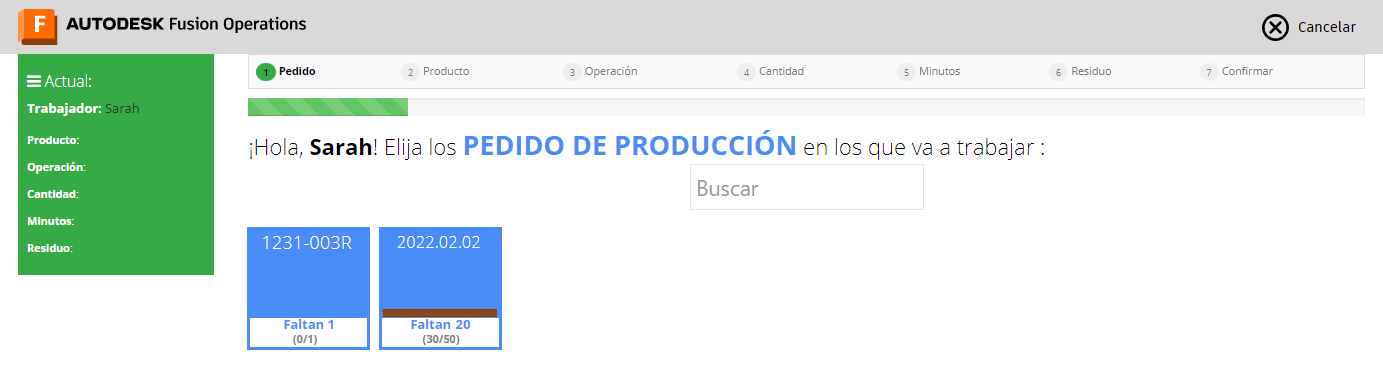 F AUTODESK Fusion Operations
Cancelar
Actual:
Trabajador: Sarah
Producto:
Operación:
Cantidad:
Minutos:
Residuo:
1 Pedido 2 Producto 3 Operación 4 Cantidad 5 Minutos 6 Residuo 7 Confirmar
¡Hola, Sarah! Elija los PEDIDO DE PRODUCCIÓN en los que va a trabajar :
Buscar
1231-003R
Faltan 1
(0/1)
2022.02.02
Faltan 20
(30/50)